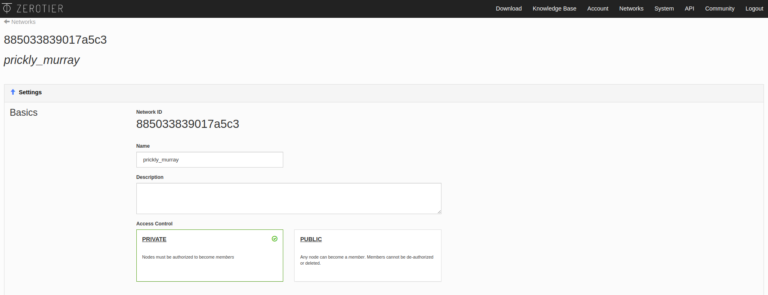 ZEROTIER Download Knowledge Base Account Networks System API Community Logout
Networks
885033839017a5c3
prickly_murray
Settings
Basics
Network ID
885033839017a5c3
Name
prickly_murray
Description
Access Control
PRIVATE
Nodes must be authorized to become members
PUBLIC
Any node can become a member. Members cannot be de-authorized
or deleted.